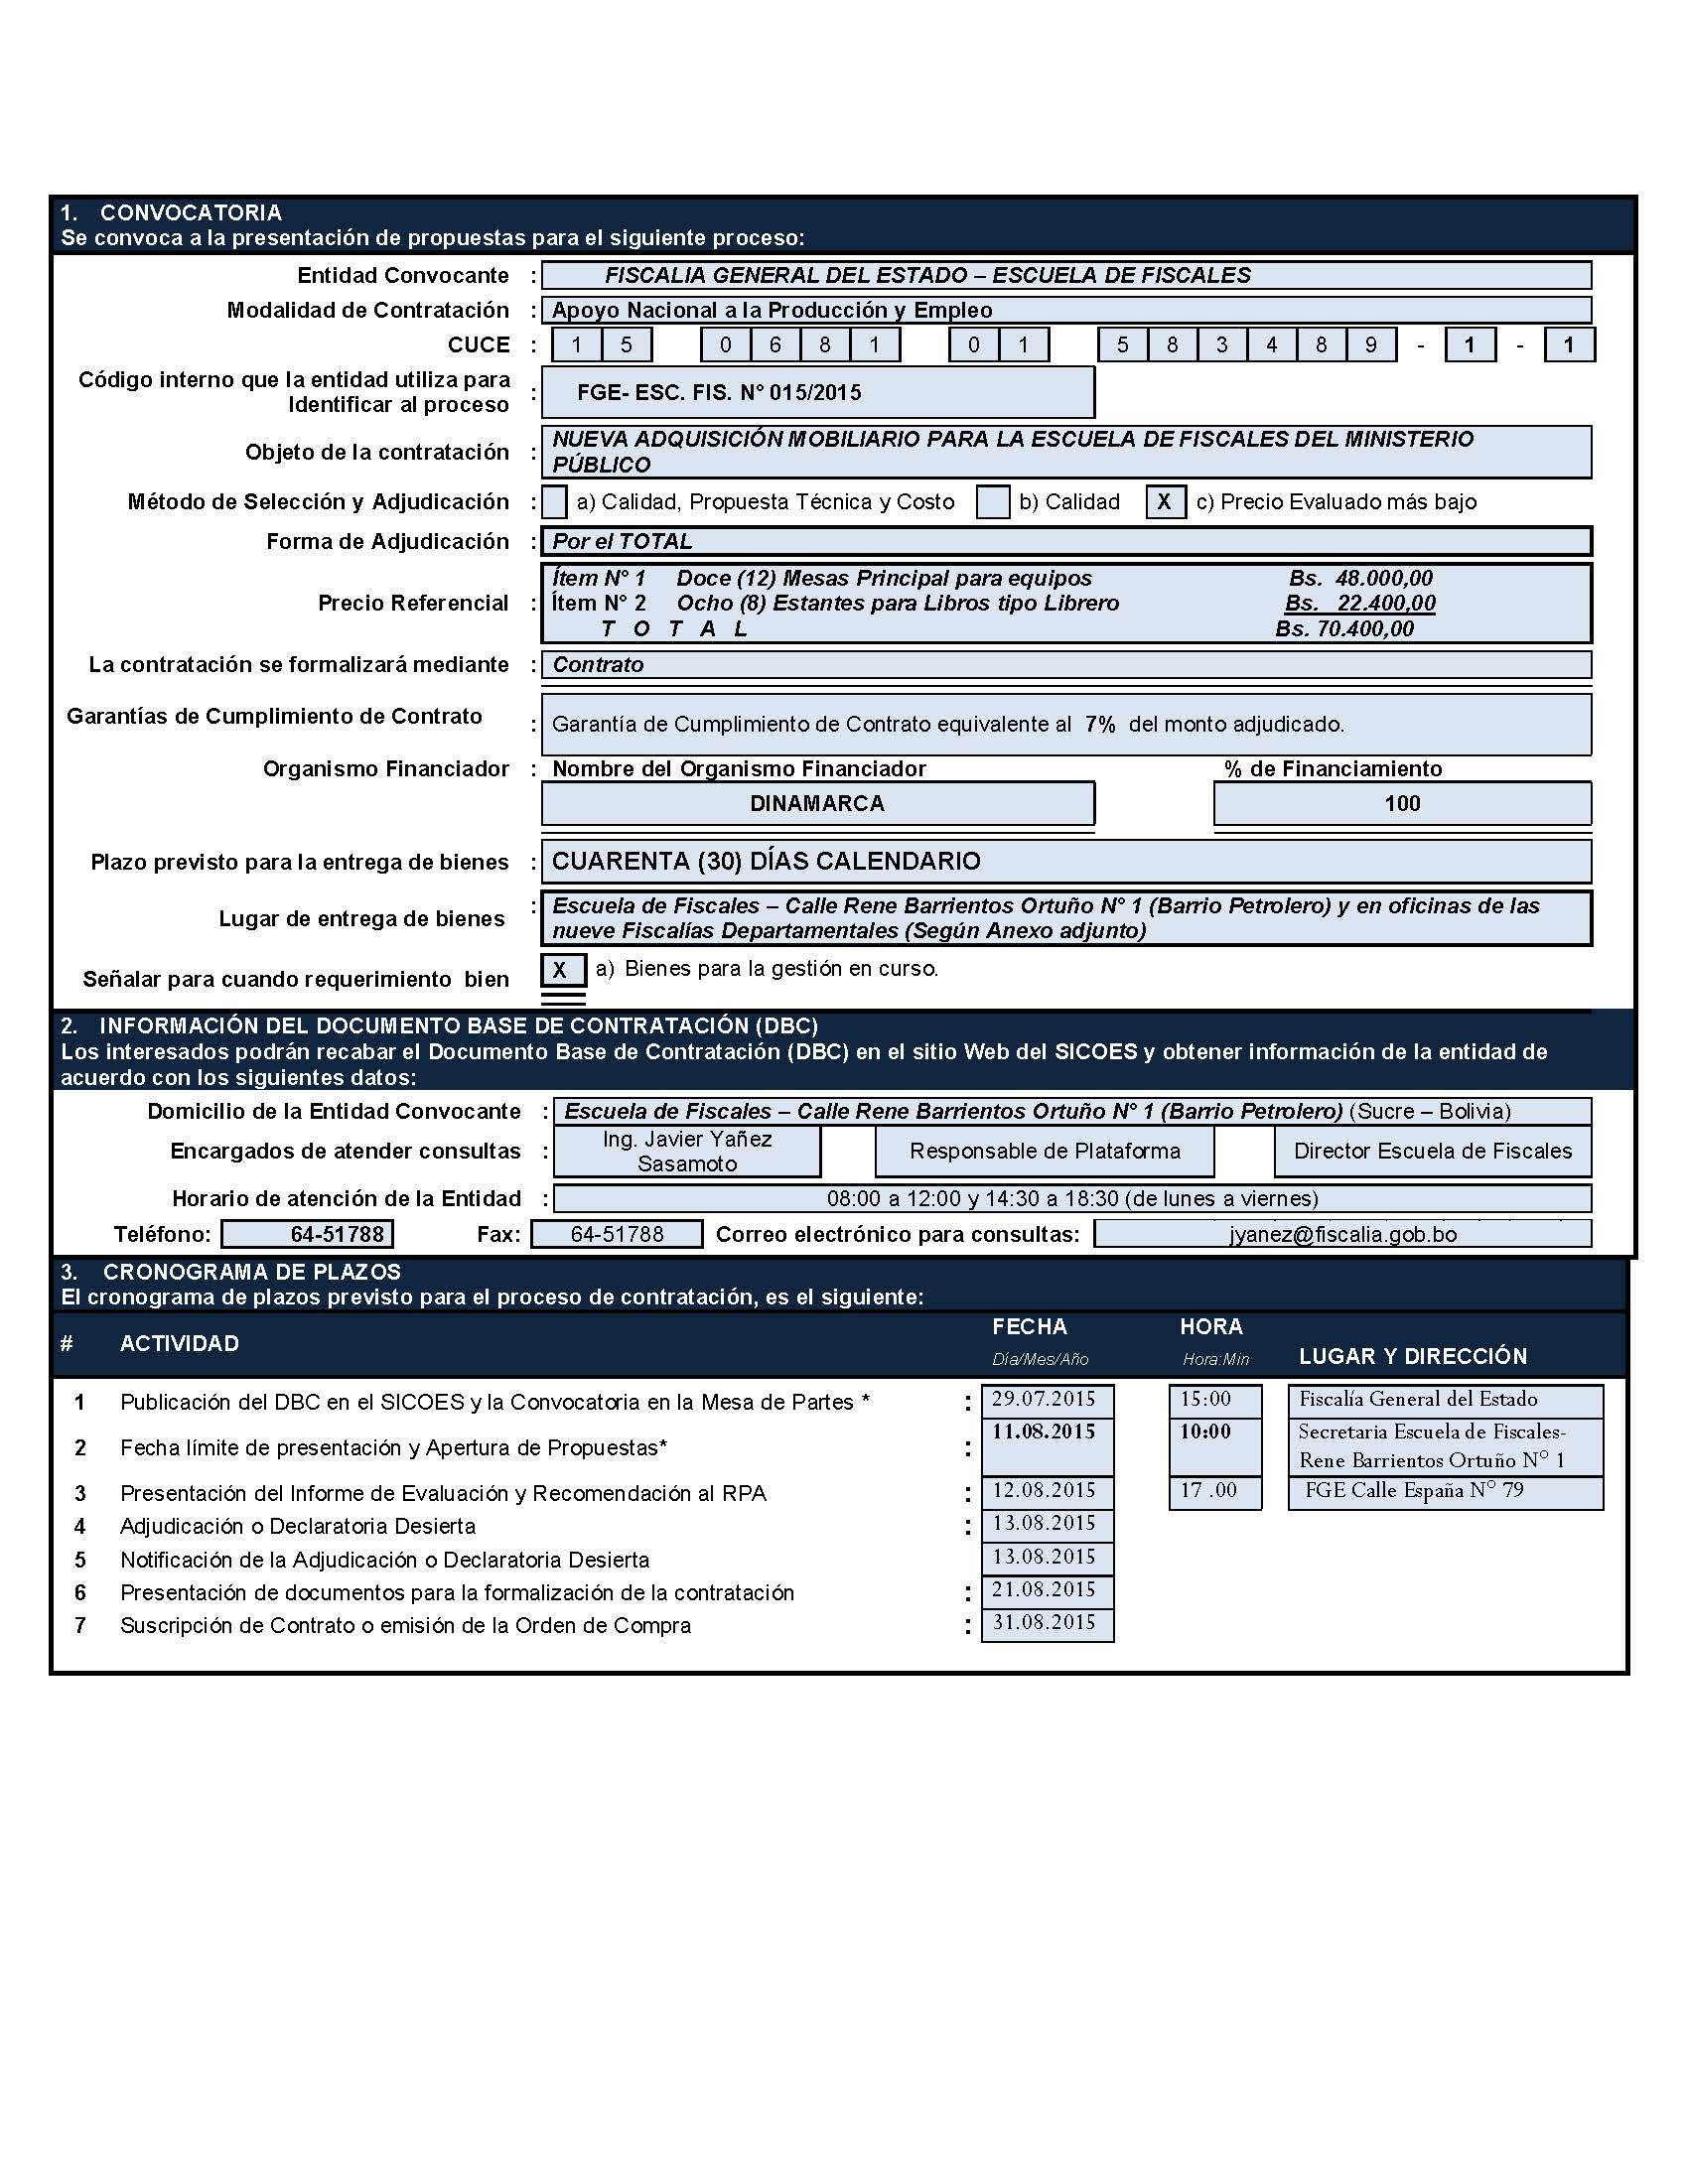 1. CONVOCATORIA
Se convoca a la presentación de propuestas para el siguiente proceso:
Entidad Convocante : FISCALIA GENERAL DEL ESTADO – ESCUELA DE FISCALES
Modalidad de Contratación : Apoyo Nacional a la Producción y Empleo
CUCE : 1 5 0 6 8 1 0 1 5 8 3 4 8 9 - 1 - 1
Código interno que la entidad utiliza para
Identificar al proceso : FGE- ESC. FIS. N° 015/2015
Objeto de la contratación : NUEVA ADQUISICIÓN MOBILIARIO PARA LA ESCUELA DE FISCALES DEL MINISTERIO
PÚBLICO
Método de Selección y Adjudicación : a) Calidad, Propuesta Técnica y Costo b) Calidad X c) Precio Evaluado más bajo
Forma de Adjudicación : Por el TOTAL
Ítem N° 1 Doce (12) Mesas Principal para equipos Bs. 48.000,00
Precio Referencial : Ítem N° 2 Ocho (8) Estantes para Libros tipo Librero Bs. 22.400,00
T O T A L Bs. 70.400,00
La contratación se formalizará mediante : Contrato
Garantías de Cumplimiento de Contrato : Garantía de Cumplimiento de Contrato equivalente al 7% del monto adjudicado.
Organismo Financiador : Nombre del Organismo Financiador % de Financiamiento
DINAMARCA 100
Plazo previsto para la entrega de bienes : CUARENTA (30) DÍAS CALENDARIO
Lugar de entrega de bienes : Escuela de Fiscales – Calle Rene Barrientos Ortuño N° 1 (Barrio Petrolero) y en oficinas de las
nueve Fiscalías Departamentales (Según Anexo adjunto)
Señalar para cuando requerimiento bien X a) Bienes para la gestión en curso.
2. INFORMACIÓN DEL DOCUMENTO BASE DE CONTRATACIÓN (DBC)
Los interesados podrán recabar el Documento Base de Contratación (DBC) en el sitio Web del SICOES y obtener información de la entidad de
acuerdo con los siguientes datos:
Domicilio de la Entidad Convocante : Escuela de Fiscales – Calle Rene Barrientos Ortuño N° 1 (Barrio Petrolero) (Sucre – Bolivia)
Encargados de atender consultas : Ing. Javier Yañez
Sasamoto Responsable de Plataforma Director Escuela de Fiscales
Horario de atención de la Entidad : 08:00 a 12:00 y 14:30 a 18:30 (de lunes a viernes)
Teléfono: 64-51788 Fax: 64-51788 Correo electrónico para consultas: jyanez@fiscalia.gob.bo
3. CRONOGRAMA DE PLAZOS
El cronograma de plazos previsto para el proceso de contratación, es el siguiente:
# ACTIVIDAD FECHA HORA LUGAR Y DIRECCIÓN
Día/Mes/Año Hora:Min
1 Publicación del DBC en el SICOES y la Convocatoria en la Mesa de Partes * : 29.07.2015 15:00 Fiscalía General del Estado
2 Fecha límite de presentación y Apertura de Propuestas* : 11.08.2015 10:00 Secretaria Escuela de Fiscales-
Rene Barrientos Ortuño N° 1
3 Presentación del Informe de Evaluación y Recomendación al RPA : 12.08.2015 17 .00 FGE Calle España N° 79
4 Adjudicación o Declaratoria Desierta : 13.08.2015
5 Notificación de la Adjudicación o Declaratoria Desierta 13.08.2015
6 Presentación de documentos para la formalización de la contratación : 21.08.2015
7 Suscripción de Contrato o emisión de la Orden de Compra : 31.08.2015